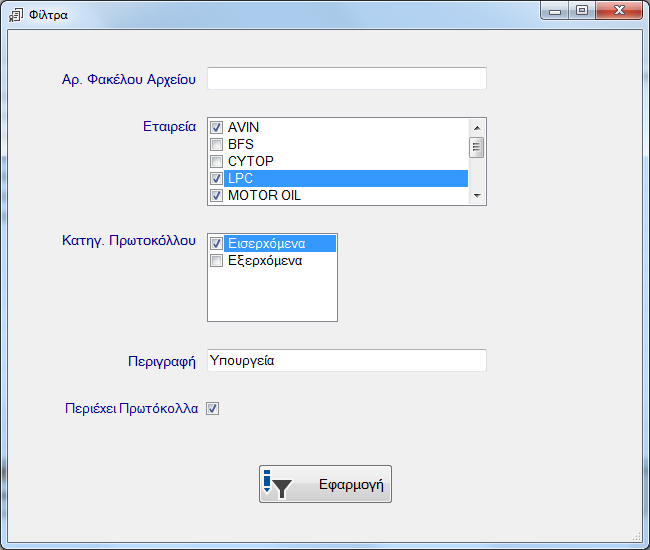 Φίλτρα
Αρ. Φακέλου Αρχείου
Εταιρεία
AVIN
BFS
CYTOP
LPC
MOTOR OIL
Κατηγ. Πρωτοκόλλου
Εισερχόμενα
Εξερχόμενα
Περιγραφή Υπουργεία
Περιέχει Πρωτόκολλα
Εφαρμογή